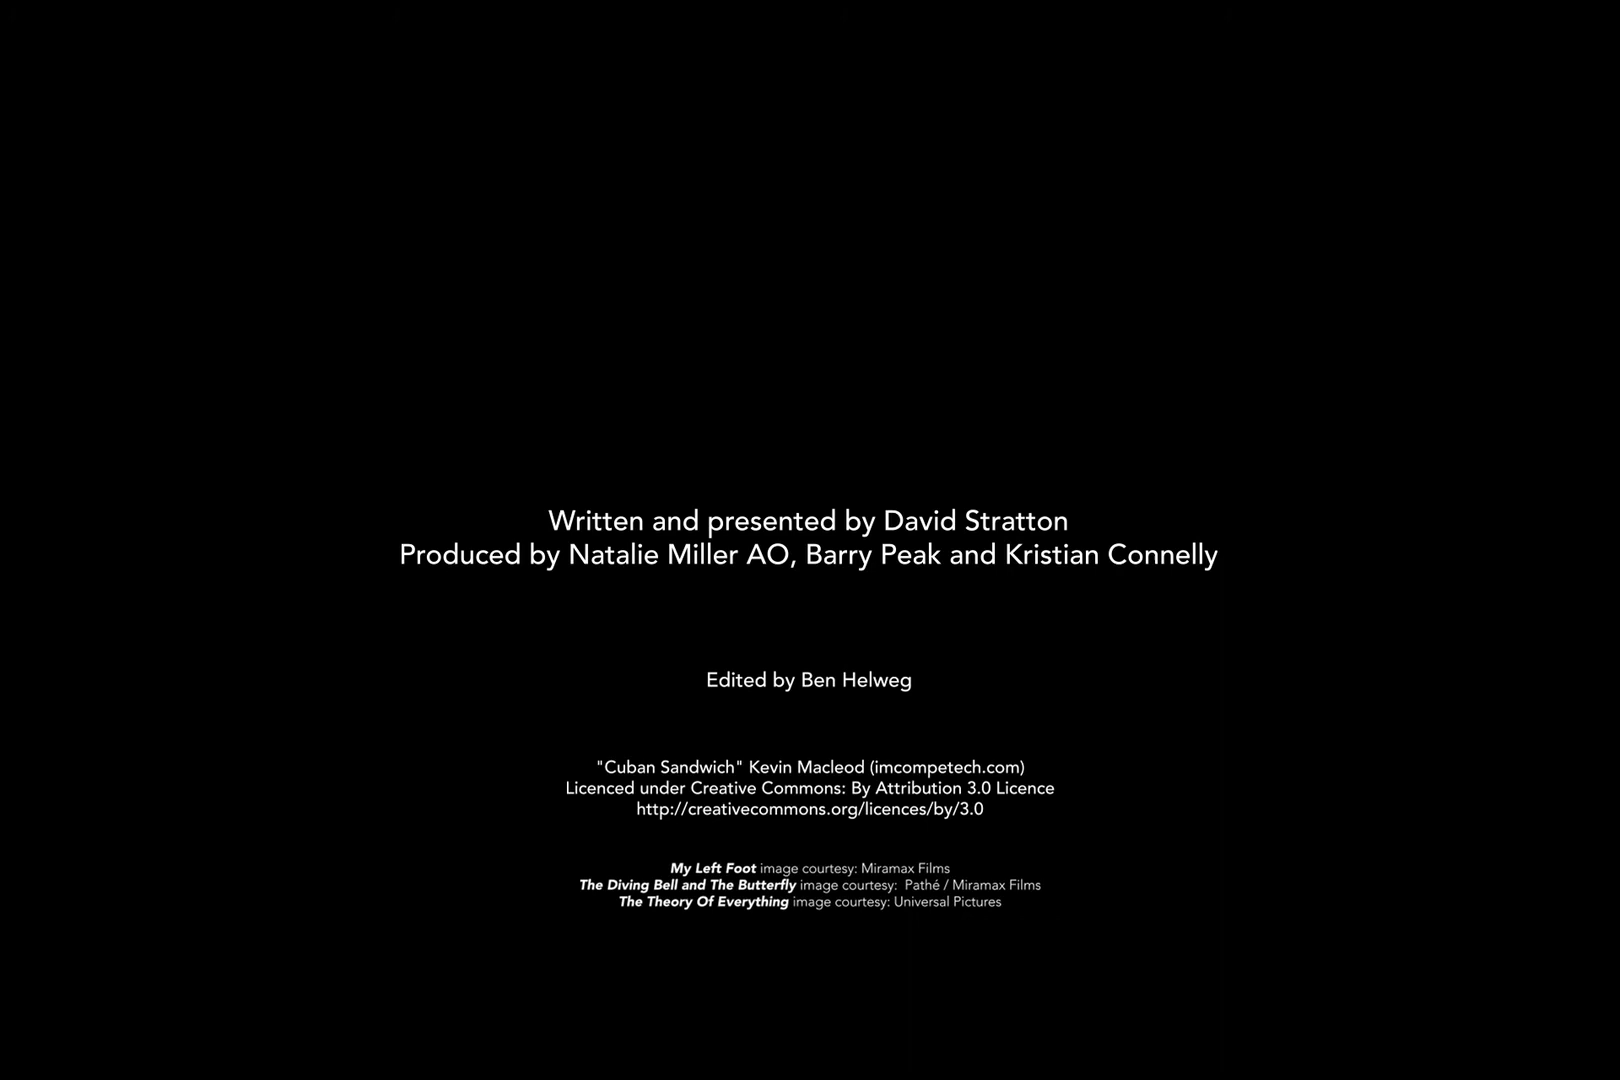 Written and presented by David Stratton
Produced by Natalie Miller AO, Barry Peak and Kristian Connelly
Edited by Ben Helweg
"Cuban Sandwich" Kevin Macleod (imcompetech.com)
Licenced under Creative Commons: By Attribution 3.0 Licence
http://creativecommons.org/licences/by/3.0
My Left Foot image courtesy: Miramax Films
The Diving Bell and The Butterfly image courtesy: Pathé / Miramax Films
The Theory Of Everything image courtesy: Universal Pictures